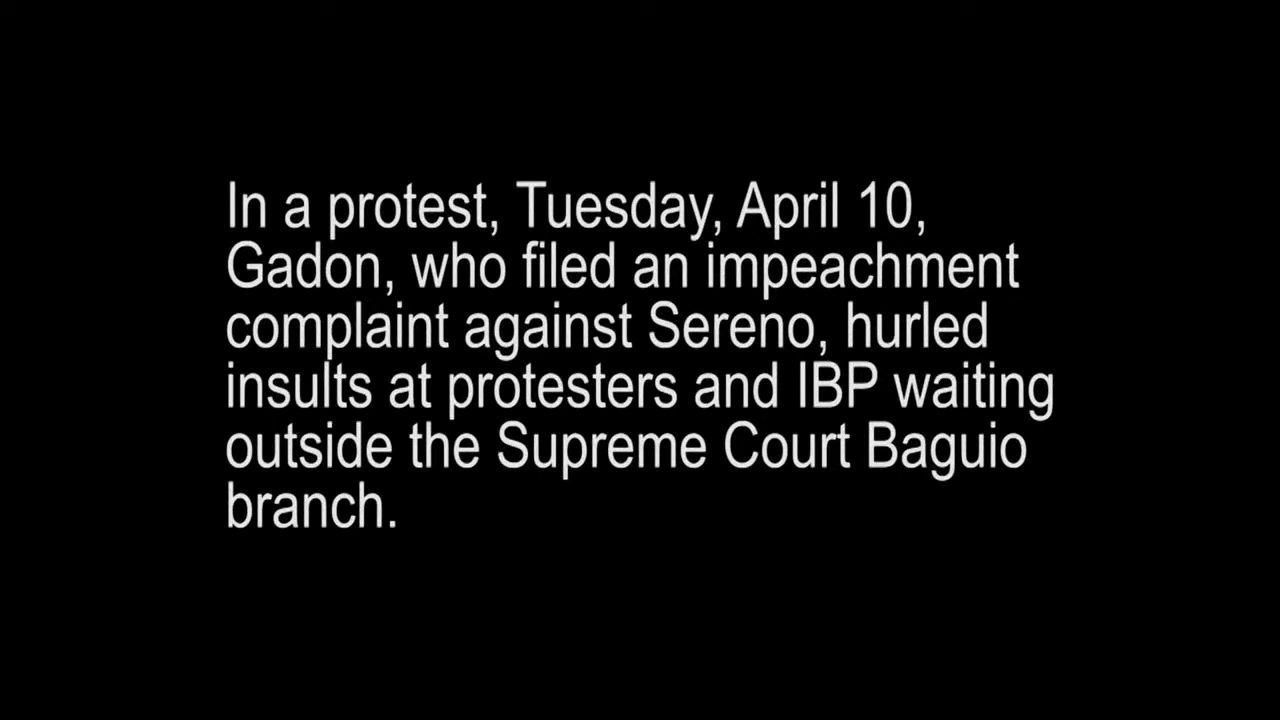 In a protest, Tuesday, April 10,
Gadon, who filed an impeachment
complaint against Sereno, hurled
insults at protesters and IBP waiting
outside the Supreme Court Baguio
branch.